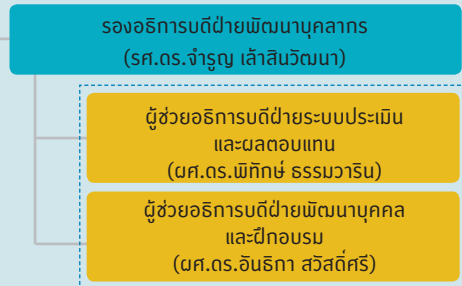 รองอธิการบดีฝ่ายพัฒนาบุคลากร
(รศ.ดร.จำรูญ เล้าสินวัฒนา)
ผู้ช่วยอธิการบดีฝ่ายระบบประเมิน
และผลตอบแทน
(ผศ.ดร.พิทักษ์ ธรรมวาริน)
ผู้ช่วยอธิการบดีฝ่ายพัฒนาบุคคล
และฝึกอบรม
(ผศ.ดร.อันธิกา สวัสดิ์ศรี)